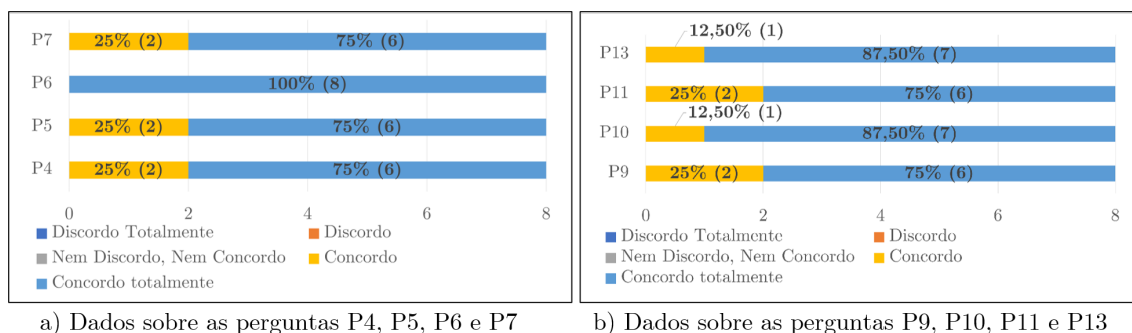 P7 25% (2) 75% (6)
P6 100% (8)
P5 25% (2) 75% (6)
P4 25% (2) 75% (6)
0 2 4 6 8
Discordo Totalmente Discordo
Nem Discordo, Nem Concordo Concordo
Concordo totalmente
a) Dados sobre as perguntas P4, P5, P6 e P7
12,50% (1)
P13 87,50% (7)
P11 25% (2) 75% (6)
12,50% (1)
P10 87,50% (7)
P9 25% (2) 75% (6)
0 2 4 6 8
Discordo Totalmente Discordo
Nem Discordo, Nem Concordo Concordo
Concordo totalmente
b) Dados sobre as perguntas P9, P10, P11 e P13